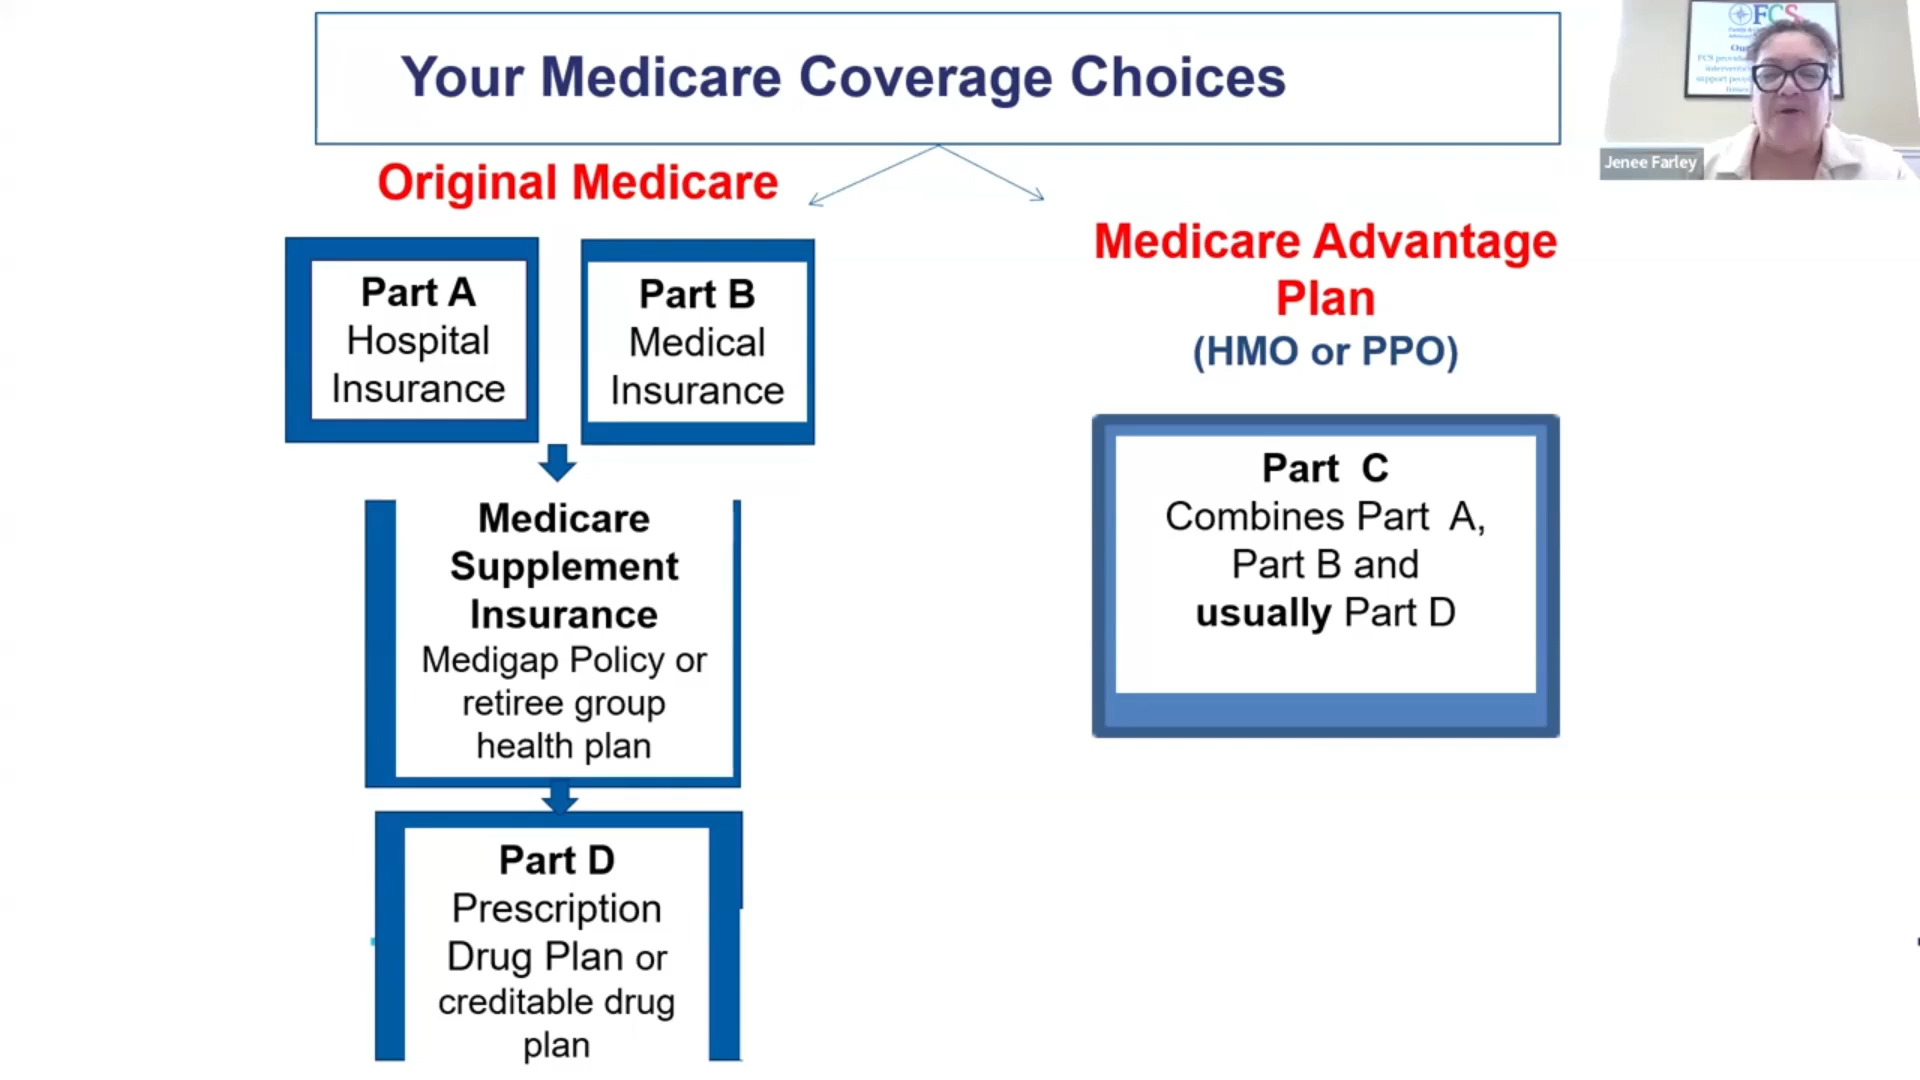 Your Medicare Coverage Choices
Original Medicare
Part A
Hospital
Insurance
Part B
Medical
Insurance
Medicare
Supplement
Insurance
Medigap Policy or
retiree group
health plan
Part D
Prescription
Drug Plan or
creditable drug
plan
Medicare Advantage
Plan
(HMO or PPO)
Part C
Combines Part A,
Part B and
usually Part D
FCS
Jenee Farley